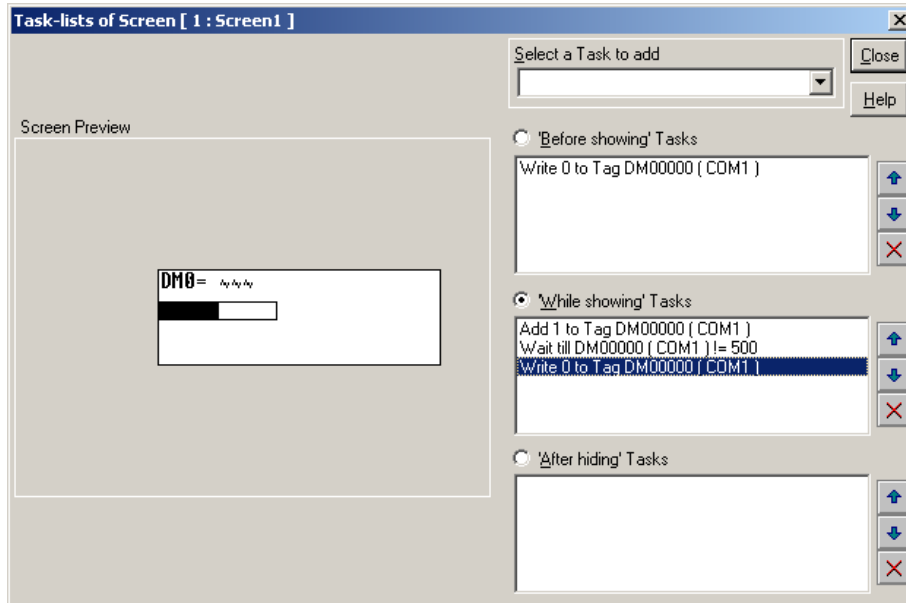 Task-lists of Screen [ 1 : Screen1 ]
Select a Task to add
Close
Help
Screen Preview
'Before showing' Tasks
Write 0 to Tag DM00000 ( COM1 )
DM0=
'While showing' Tasks
Add 1 to Tag DM00000 ( COM1 )
Wait till DM00000 ( COM1 ) != 500
Write 0 to Tag DM00000 ( COM1 )
'After hiding' Tasks